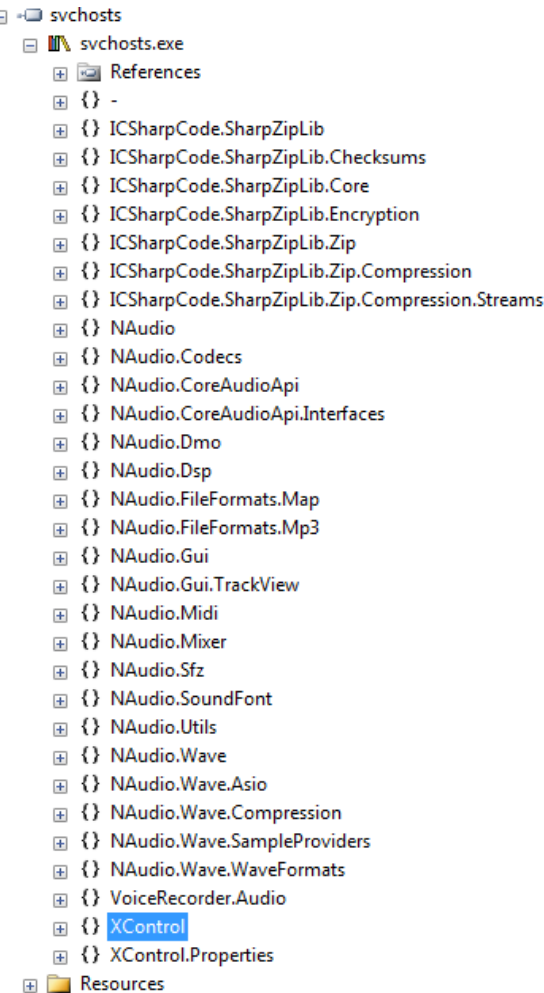 svchosts
svchosts.exe
References
{} -
{} ICSharpCode.SharpZipLib
{} ICSharpCode.SharpZipLib.Checksums
{} ICSharpCode.SharpZipLib.Core
{} ICSharpCode.SharpZipLib.Encryption
{} ICSharpCode.SharpZipLib.Zip
{} ICSharpCode.SharpZipLib.Zip.Compression
{} ICSharpCode.SharpZipLib.Zip.Compression.Streams
{} NAudio
{} NAudio.Codecs
{} NAudio.CoreAudioApi
{} NAudio.CoreAudioApi.Interfaces
{} NAudio.Dmo
{} NAudio.Dsp
{} NAudio.FileFormats.Map
{} NAudio.FileFormats.Mp3
{} NAudio.Gui
{} NAudio.Gui.TrackView
{} NAudio.Midi
{} NAudio.Mixer
{} NAudio.Sfz
{} NAudio.SoundFont
{} NAudio.Utils
{} NAudio.Wave
{} NAudio.Wave.Asio
{} NAudio.Wave.Compression
{} NAudio.Wave.SampleProviders
{} NAudio.Wave.WaveFormats
{} VoiceRecorder.Audio
{} XControl
{} XControl.Properties
Resources